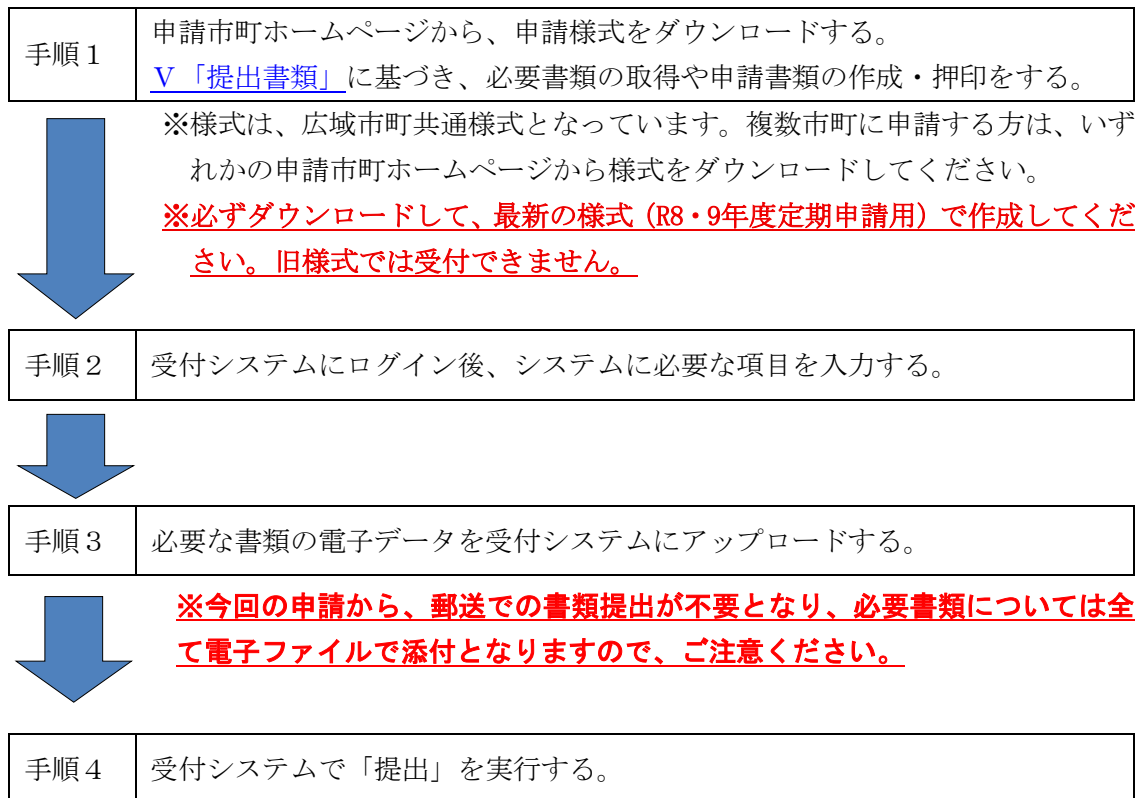 手順１
申請市町ホームページから、申請様式をダウンロードする。
Ⅴ「提出書類」に基づき、必要書類の取得や申請書類の作成・押印をする。
※様式は、広域市町共通様式となっています。複数市町に申請する方は、いず
れかの申請市町ホームページから様式をダウンロードしてください。
※必ずダウンロードして、最新の様式（R8・9年度定期申請用）で作成してくだ
さい。旧様式では受付できません。
手順２
受付システムにログイン後、システムに必要な項目を入力する。
手順３
必要な書類の電子データを受付システムにアップロードする。
※今回の申請から、郵送での書類提出が不要となり、必要書類については全
て電子ファイルで添付となりますので、ご注意ください。
手順４
受付システムで「提出」を実行する。